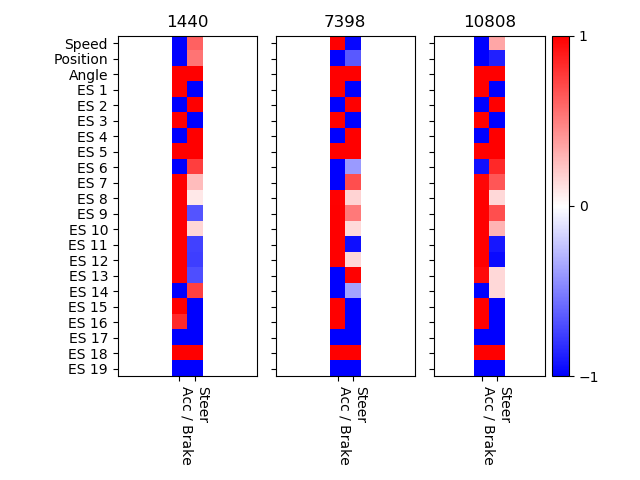 1440 7398 10808
Speed
Position
Angle
ES 1
ES 2
ES 3
ES 4
ES 5
ES 6
ES 7
ES 8
ES 9
ES 10
ES 11
ES 12
ES 13
ES 14
ES 15
ES 16
ES 17
ES 18
ES 19
1
0
−1
Acc / Brake
Steer
Acc / Brake
Steer
Acc / Brake
Steer